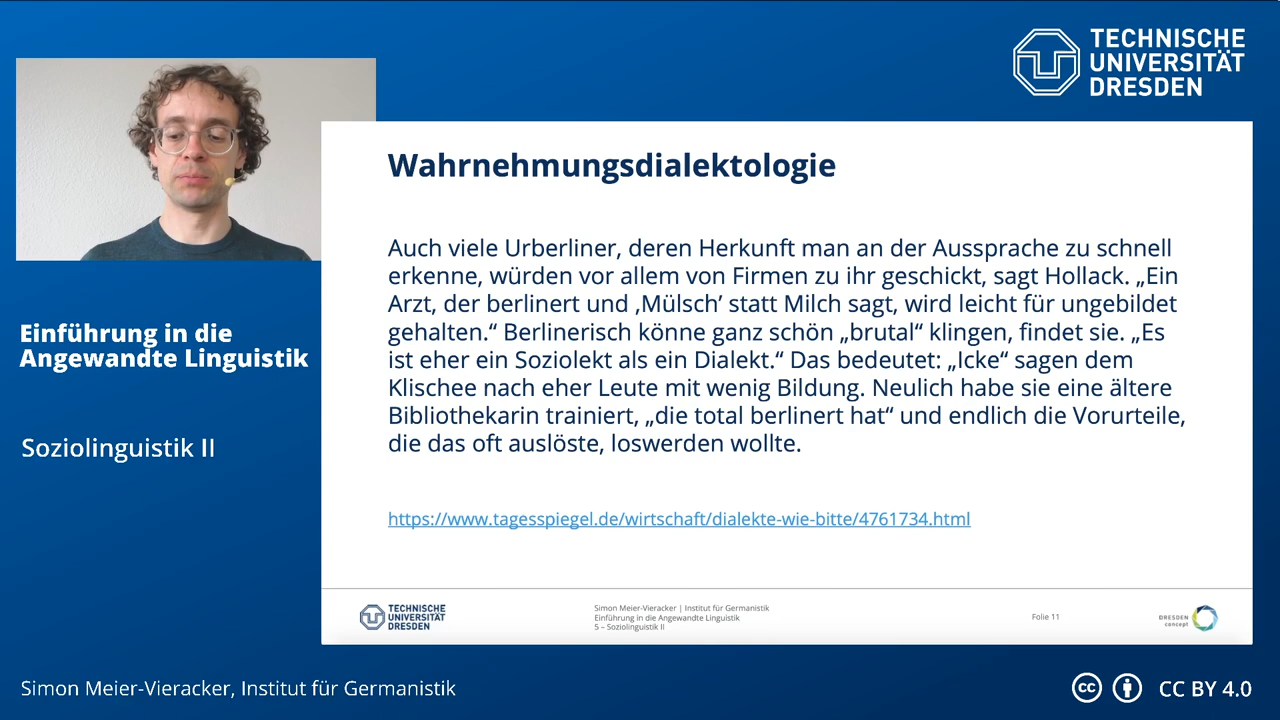 TECHNISCHE
UNIVERSITÄT
DRESDEN
Einführung in die
Angewandte Linguistik
Soziolinguistik II
Wahrnehmungsdialektologie
Auch viele Urberliner, deren Herkunft man an der Aussprache zu schnell
erkenne, würden vor allem von Firmen zu ihr geschickt, sagt Hollack. „Ein
Arzt, der berlinert und ‚Mülsch’ statt Milch sagt, wird leicht für ungebildet
gehalten.“ Berlinerisch könne ganz schön „brutal“ klingen, findet sie. „Es
ist eher ein Soziolekt als ein Dialekt.“ Das bedeutet: „Icke“ sagen dem
Klischee nach eher Leute mit wenig Bildung. Neulich habe sie eine ältere
Bibliothekarin trainiert, „die total berlinert hat“ und endlich die Vorurteile,
die das oft auslöste, loswerden wollte.
https://www.tagesspiegel.de/wirtschaft/dialekte-wie-bitte/4761734.html
TECHNISCHE
UNIVERSITÄT
DRESDEN
Simon Meier-Vieracker | Institut für Germanistik
Einführung in die Angewandte Linguistik
5 – Soziolinguistik II
Folie 11
DRESDEN
concept
Simon Meier-Vieracker, Institut für Germanistik
cc CC BY 4.0